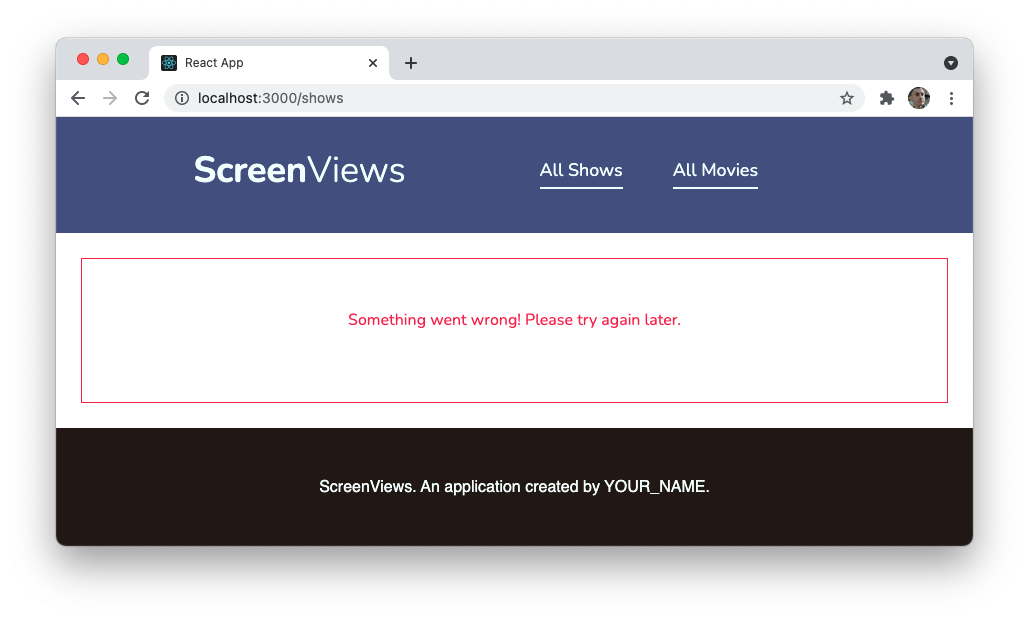 React App
localhost:3000/shows
ScreenViews
All Shows
All Movies
Something went wrong! Please try again later.
ScreenViews. An application created by YOUR_NAME.